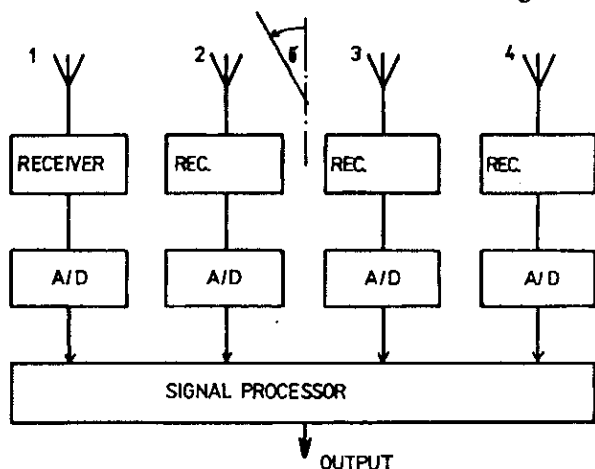 1 2 3 4
RECEIVER REC. REC. REC.
A/D A/D A/D A/D
SIGNAL PROCESSOR
OUTPUT